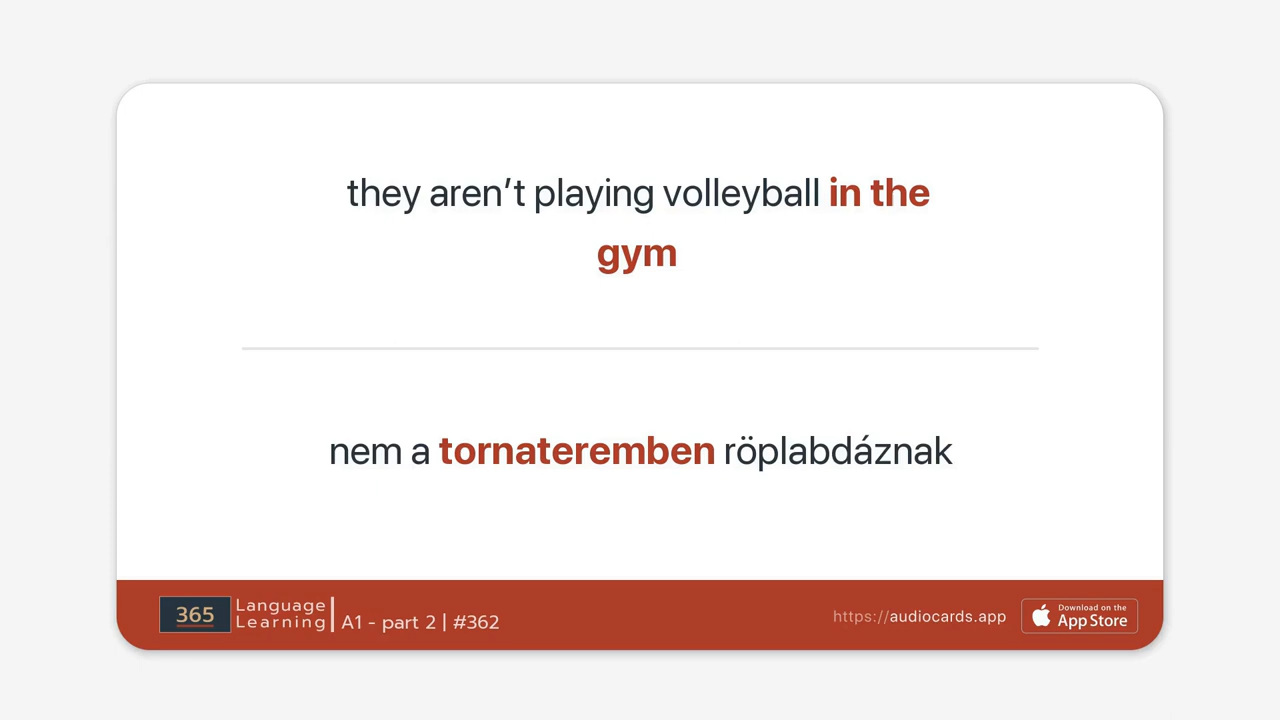 they aren’t playing volleyball in the
gym
nem a tornateremben röplabdáznak
365
Language
Learning
A1 - part 2 | #362
https://audiocards.app
Download on the
App Store